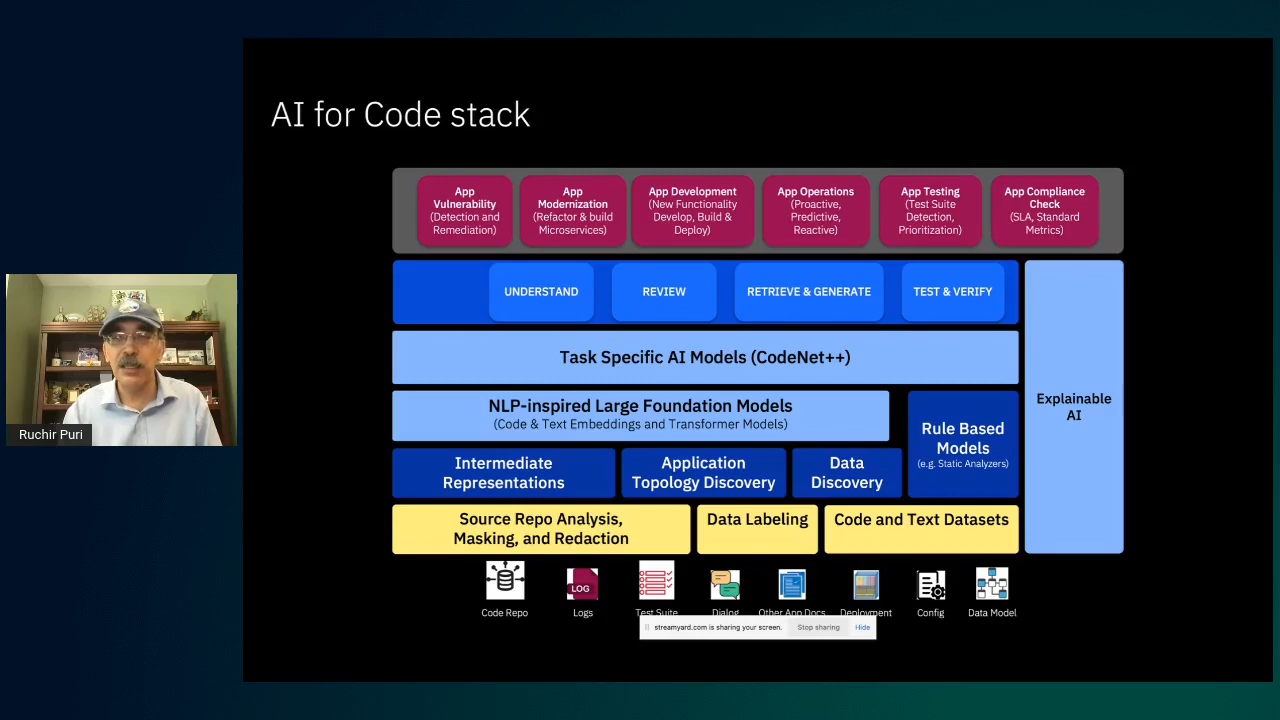 AI for Code stack
App
Vulnerability
(Detection and
Remediation)
App
Modernization
(Refactor & build
Microservices)
App Development
(New Functionality
Develop, Build &
Deploy)
App Operations
(Proactive,
Predictive,
Reactive)
App Testing
(Test Suite
Detection,
Prioritization)
App Compliance
Check
(SLA, Standard
Metrics)
UNDERSTAND
REVIEW
RETRIEVE & GENERATE
TEST & VERIFY
Task Specific AI Models (CodeNet++)
NLP-inspired Large Foundation Models
(Code & Text Embeddings and Transformer Models)
Rule Based
Models
(e.g. Static Analyzers)
Explainable
AI
Intermediate
Representations
Application
Topology Discovery
Data
Discovery
Source Repo Analysis,
Masking, and Redaction
Data Labeling
Code and Text Datasets
LOG
Code Repo
Logs
Test Suite
Dialog
Other App Docs
Deployment
Config
Data Model
streamyard.com is sharing your screen.
Stop sharing
Hide
Ruchir Puri